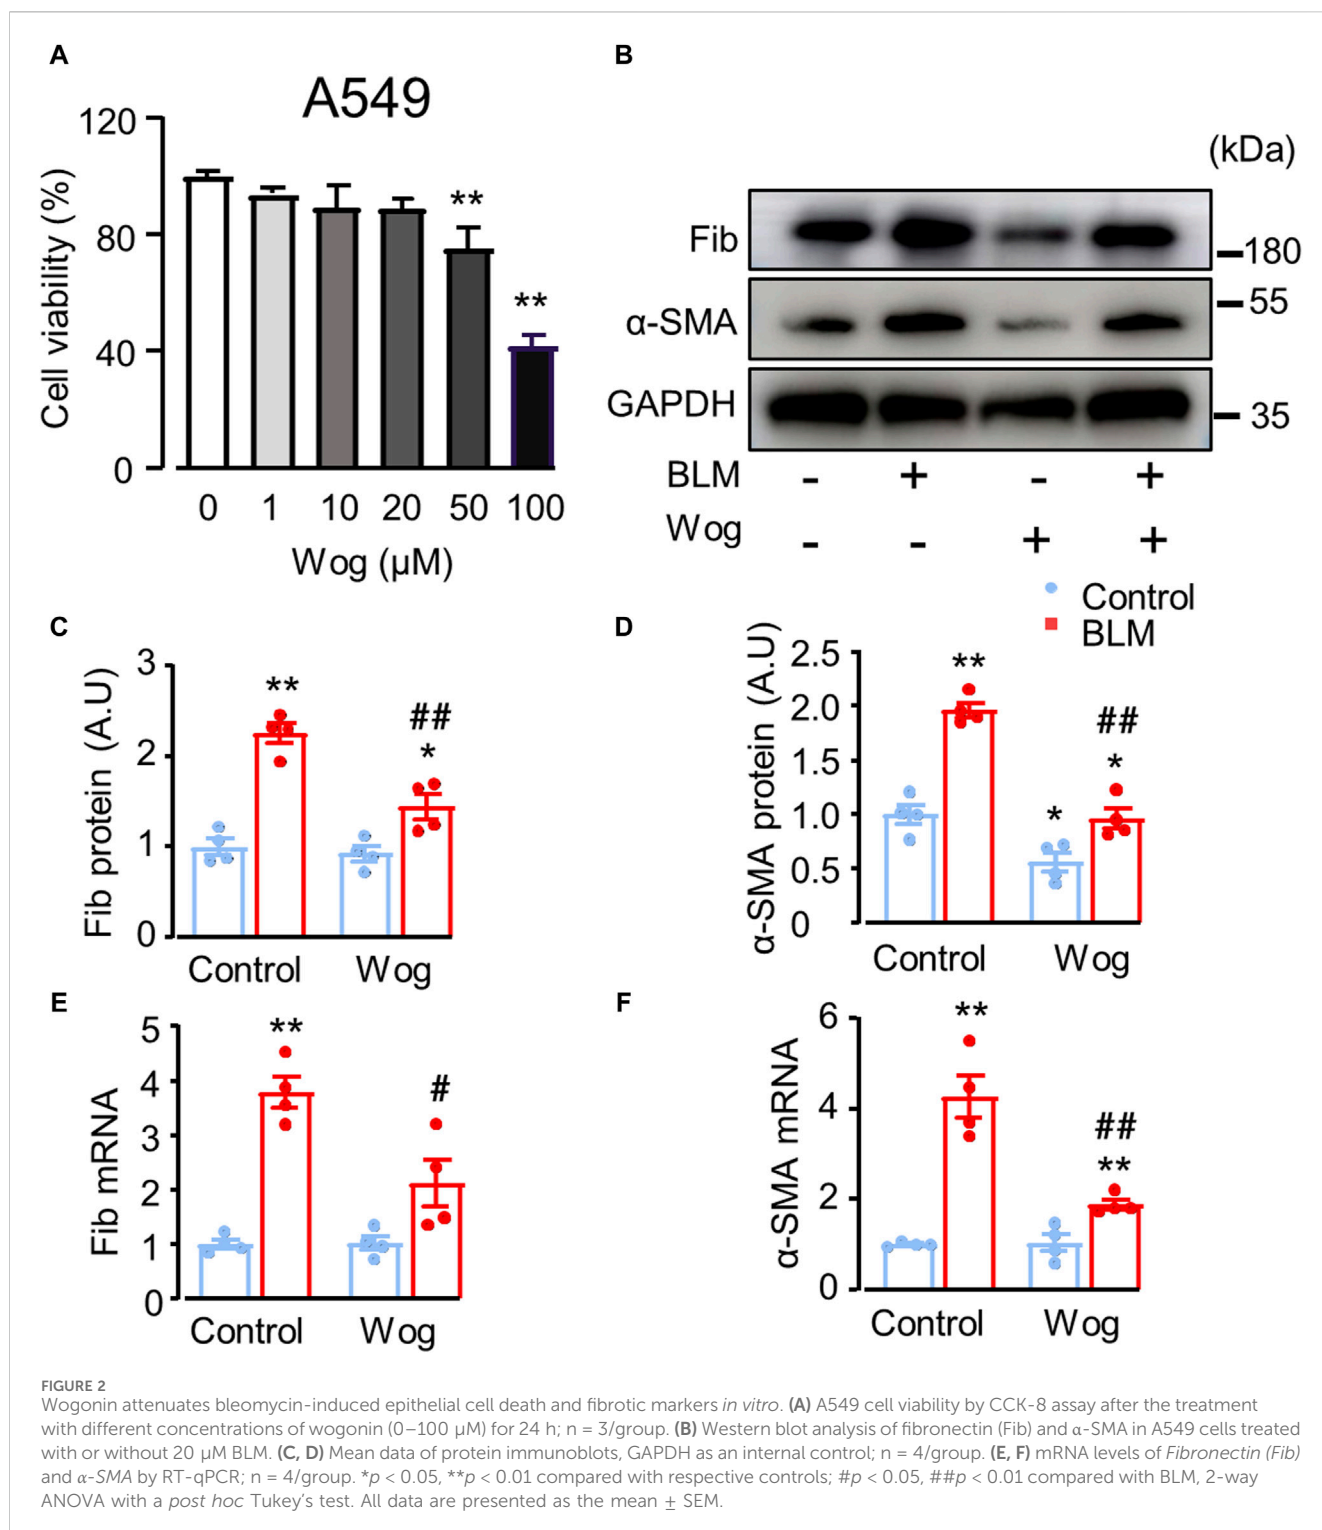 A
A549
Cell viability (%)
120
80
40
0
**
**
0 1 10 20 50 100
Wog (µM)
B
(kDa)
Fib
180
α-SMA
55
GAPDH
35
BLM - + - +
Wog - - + +
Control
BLM
C
Fib protein (A.U)
3
2
1
0
**
##
*
Control Wog
D
α-SMA protein (A.U)
2.5
2.0
1.5
1.0
0.5
0
**
*
##
*
Control Wog
E
Fib mRNA
5
4
3
2
1
0
**
#
Control Wog
F
α-SMA mRNA
6
4
2
0
**
##
**
Control Wog
FIGURE 2
Wogonin attenuates bleomycin-induced epithelial cell death and fibrotic markers in vitro. (A) A549 cell viability by CCK-8 assay after the treatment
with different concentrations of wogonin (0–100 µM) for 24 h; n = 3/group. (B) Western blot analysis of fibronectin (Fib) and α-SMA in A549 cells treated
with or without 20 µM BLM. (C, D) Mean data of protein immunoblots, GAPDH as an internal control; n = 4/group. (E, F) mRNA levels of Fibronectin (Fib)
and α-SMA by RT-qPCR; n = 4/group. *p < 0.05, **p < 0.01 compared with respective controls; #p < 0.05, ##p < 0.01 compared with BLM, 2-way
ANOVA with a post hoc Tukey's test. All data are presented as the mean ± SEM.